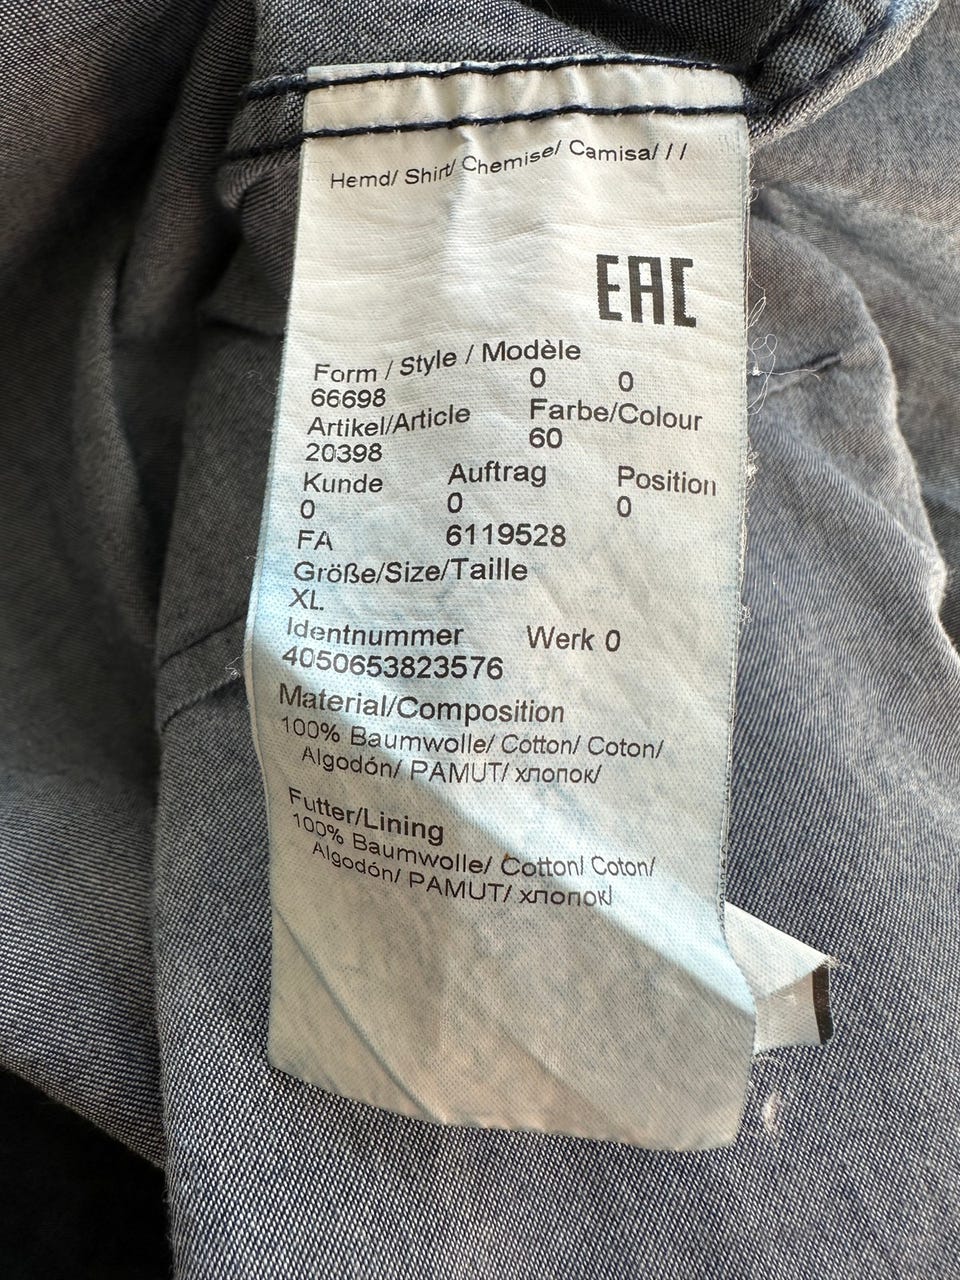 Hemd/ Shirt/ Chemise/ Camisa/ / /
EAC
Form / Style / Modèle
66698 0 0
Artikel/Article Farbe/Colour
20398 60
Kunde Auftrag Position
0 0 0
FA 6119528
Größe/Size/Taille
XL
Identnummer Werk 0
4050653823576
Material/Composition
100% Baumwolle/ Cotton/ Coton/
Algodón/ PAMUT/ хлопок/
Futter/Lining
100% Baumwolle/ Cotton/ Coton/
Algodón/ PAMUT/ хлопок/